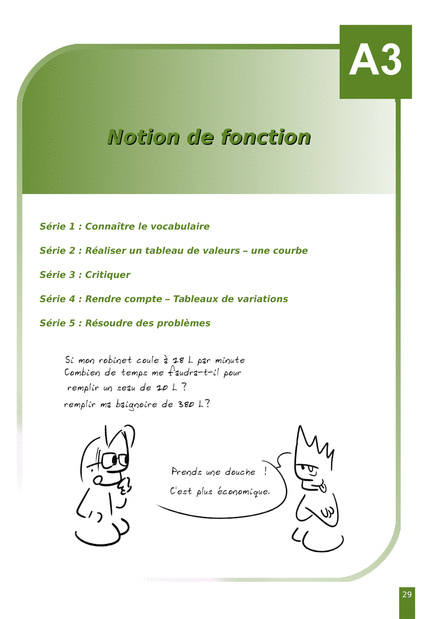 A3
Notion de fonction
Série 1 : Connaître le vocabulaire
Série 2 : Réaliser un tableau de valeurs – une courbe
Série 3 : Critiquer
Série 4 : Rendre compte – Tableaux de variations
Série 5 : Résoudre des problèmes
Si mon robinet coule à 28 L par minute
Combien de temps me faudra-t-il pour
remplir un seau de 20 L ?
remplir ma baignoire de 380 L ?
Prends une douche !
C'est plus économique.
29